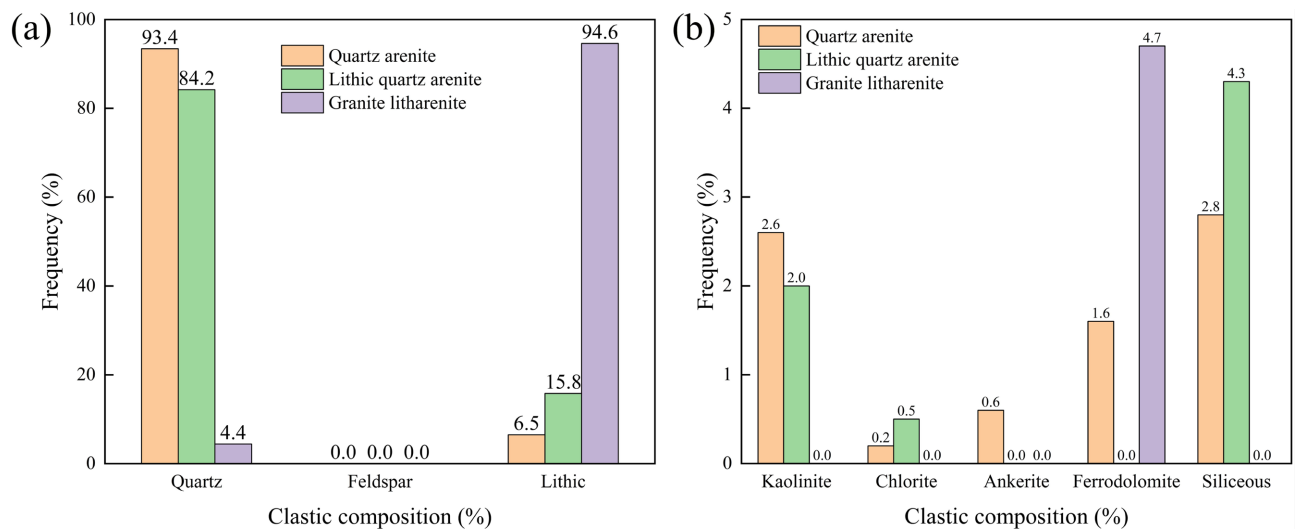 (a)
Frequency (%)
100
80
60
40
20
0
Quartz arenite
Lithic quartz arenite
Granite litharenite
93.4
84.2
4.4
0.0 0.0 0.0
6.5
15.8
94.6
Quartz Feldspar Lithic
Clastic composition (%)
(b)
Frequency (%)
5
4
3
2
1
0
Quartz arenite
Lithic quartz arenite
Granite litharenite
2.6
2.0
0.0
0.2
0.5
0.0
0.6
0.0 0.0
1.6
0.0
4.7
2.8
4.3
0.0
Kaolinite Chlorite Ankerite Ferrodolomite Siliceous
Clastic composition (%)